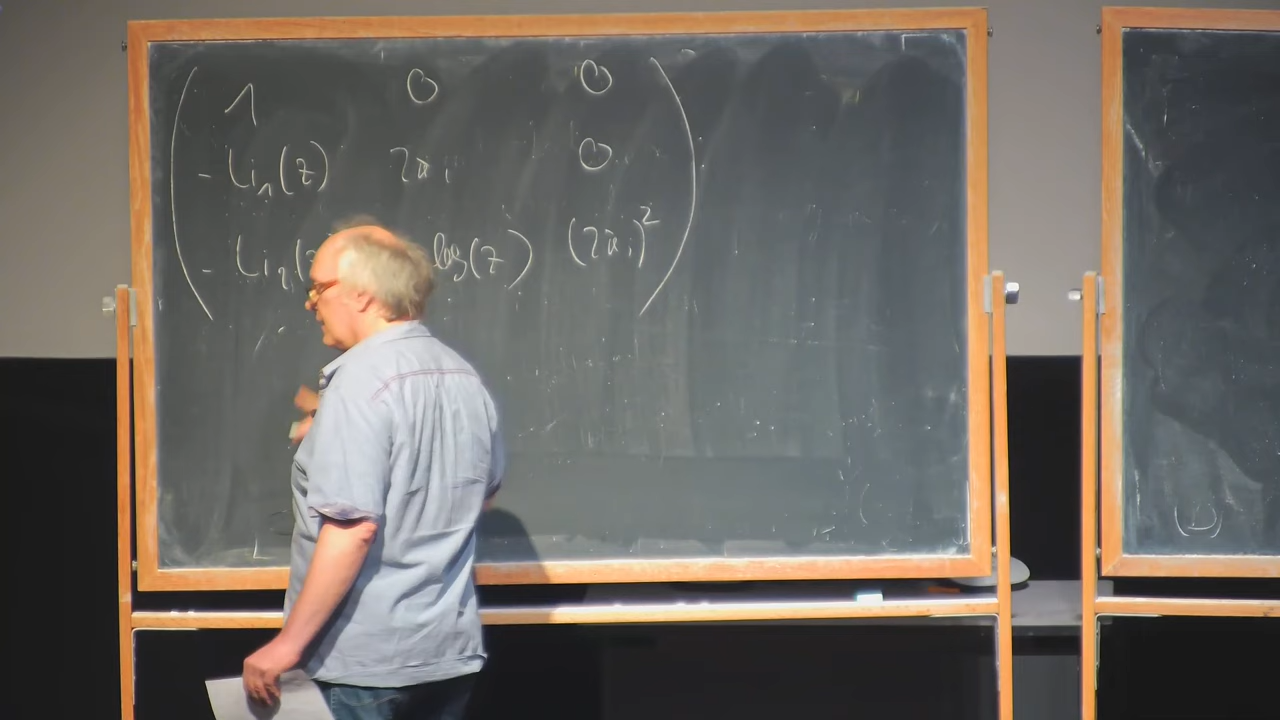 1 0 0
- Li₁(z) 2πi 0
- Li₂(z log(z) (2πi)²